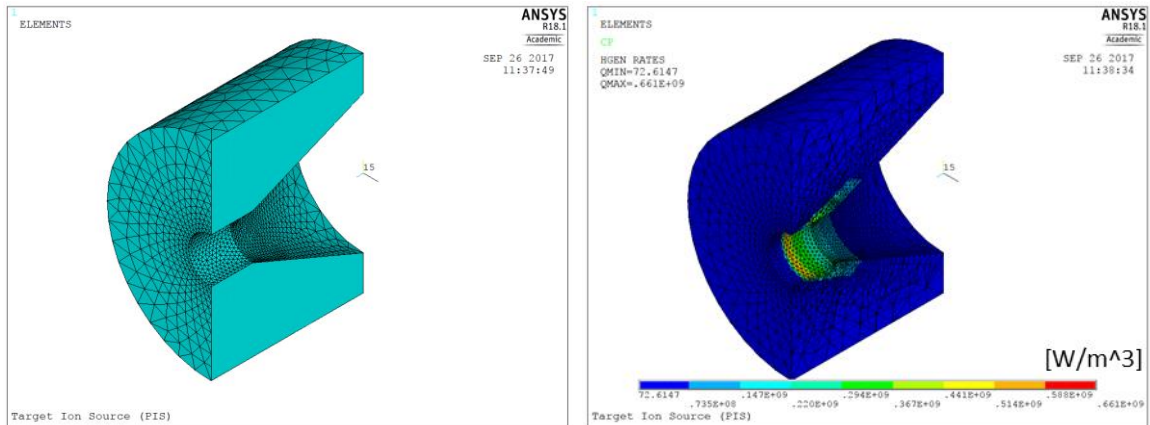 1
ELEMENTS
ANSYS
R18.1
Academic
SEP 26 2017
11:37:49
15
Target Ion Source (PIS)
1
ELEMENTS
CP
HGEN RATES
QMIN=72.6147
QMAX=.661E+09
ANSYS
R18.1
Academic
SEP 26 2017
11:38:34
15
[W/m^3]
72.6147 .147E+09 .294E+09 .441E+09 .588E+09
.735E+08 .220E+09 .367E+09 .514E+09 .661E+09
Target Ion Source (PIS)